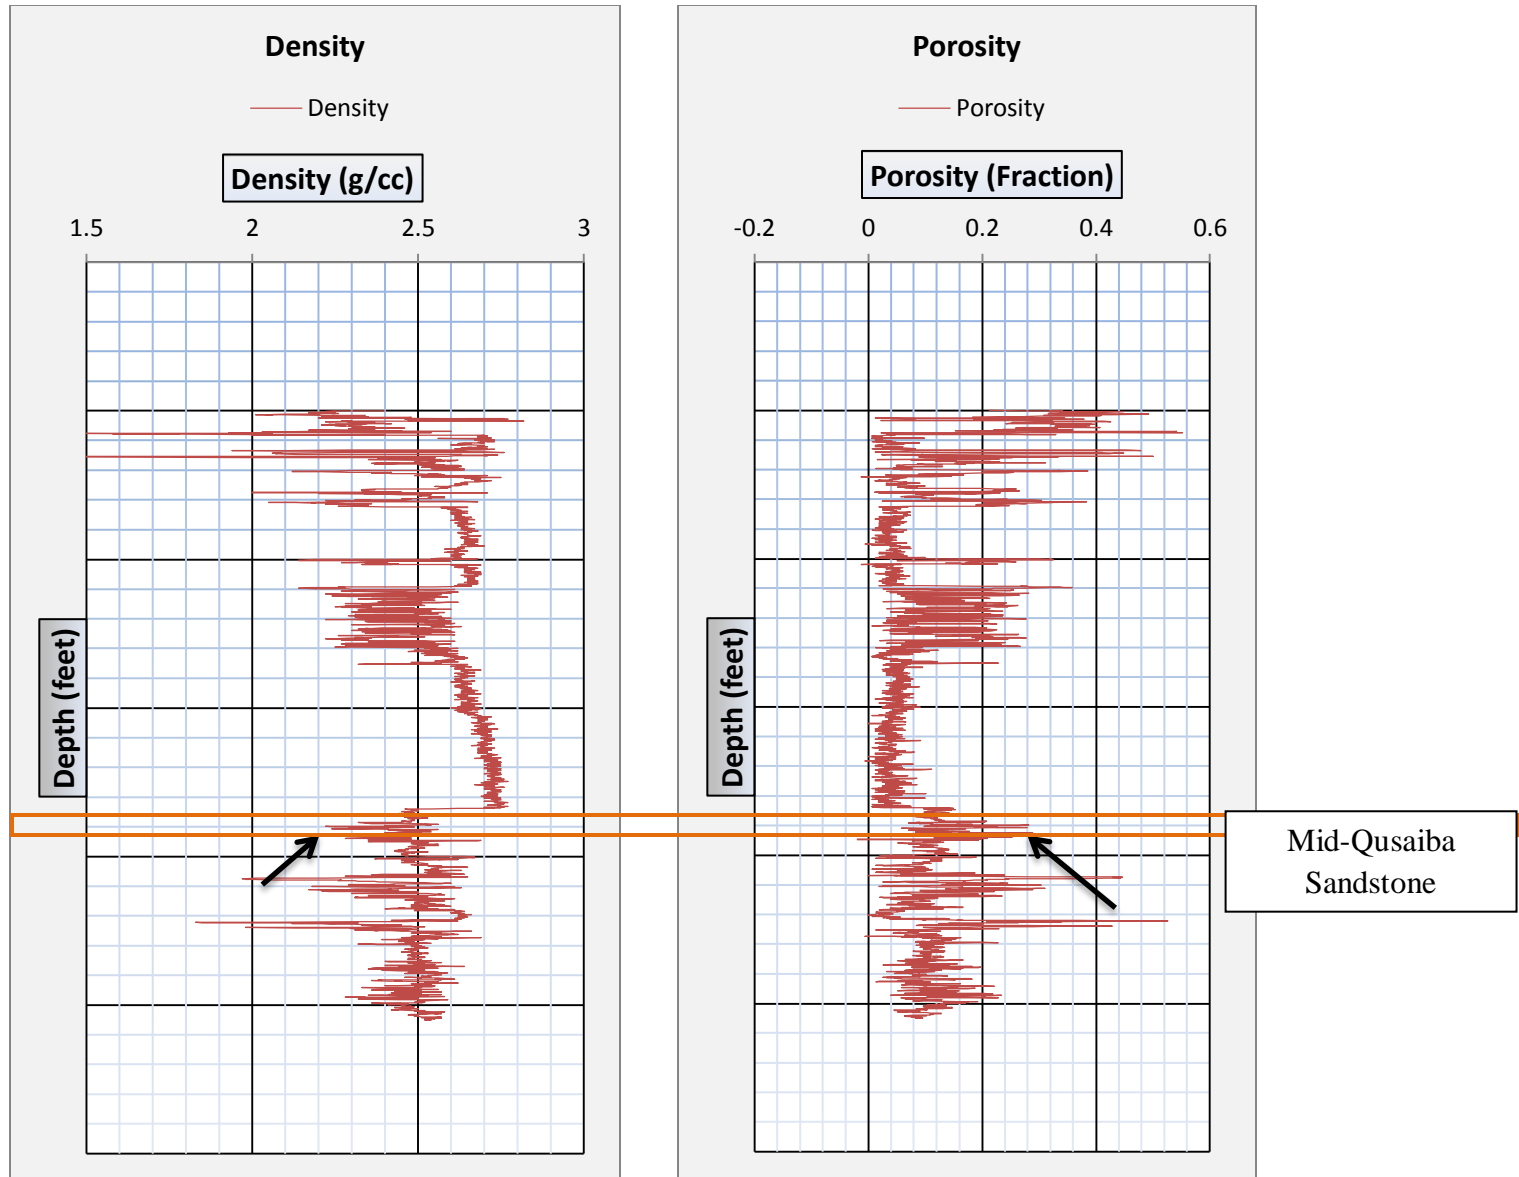 Density
Density
Density (g/cc)
1.5 2 2.5 3
Depth (feet)
Porosity
Porosity
Porosity (Fraction)
-0.2 0 0.2 0.4 0.6
Depth (feet)
Mid-Qusaiba
Sandstone